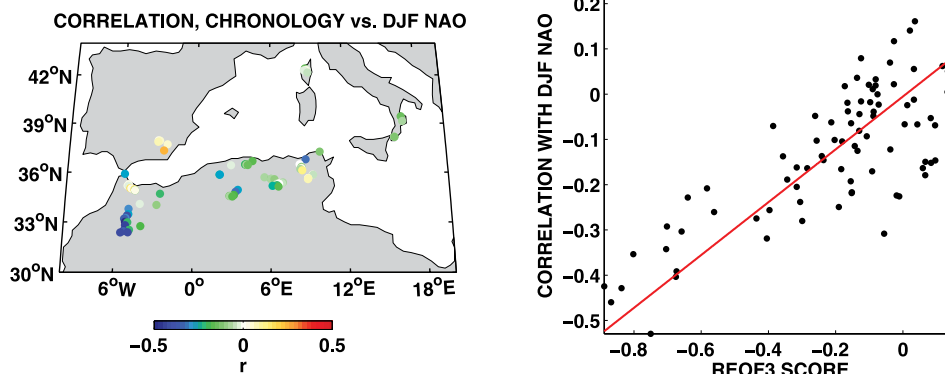 CORRELATION, CHRONOLOGY vs. DJF NAO
42°N
39°N
36°N
33°N
30°N
6°W 0° 6°E 12°E 18°E
−0.5 0 0.5
r
CORRELATION WITH DJF NAO
0.2
0.1
0
−0.1
−0.2
−0.3
−0.4
−0.5
−0.8 −0.6 −0.4 −0.2 0
REOF3 SCORE